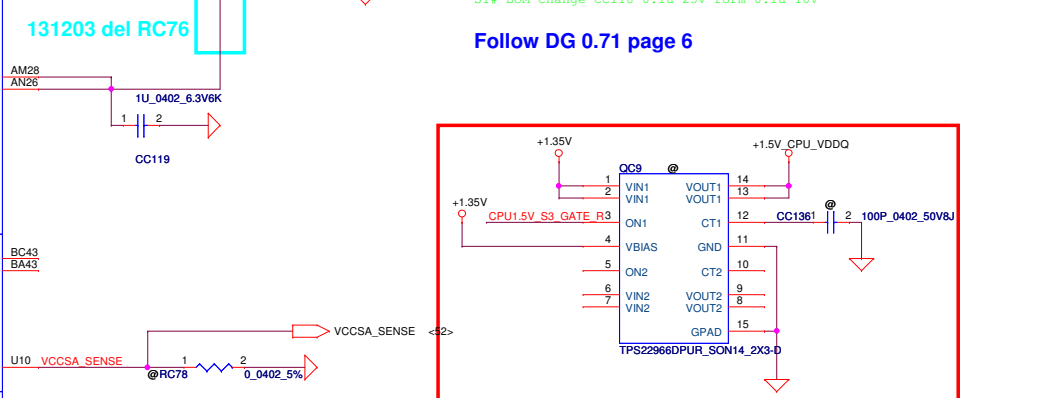 131203 del RC76
Follow DG 0.71 page 6
AM28
AN26
1U_0402_6.3V6K
1 2
CC119
+1.35V
+1.5V_CPU_VDDQ
QC9 @
1 VIN1 VOUT1 14
2 VIN1 VOUT1 13
+1.35V
CPU1.5V_S3_GATE_R 3 ON1 CT1 12 CC136 1 @ 2 100P_0402_50V8J
4 VBIAS GND 11
BC43
BA43
5 ON2 CT2 10
6 VIN2 VOUT2 9
7 VIN2 VOUT2 8
VCCSA_SENSE <52>
GPAD 15
TPS22966DPUR_SON14_2X3-D
U10 VCCSA_SENSE
1 2
@RC78 0_0402_5%